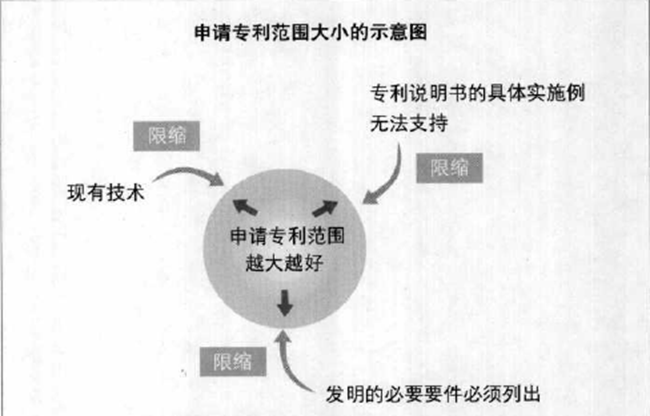 申请专利范围大小的示意图
专利说明书的具体实施例
无法支持
限缩
限缩
现有技术
申请专利范围
越大越好
限缩
发明的必要要件必须列出